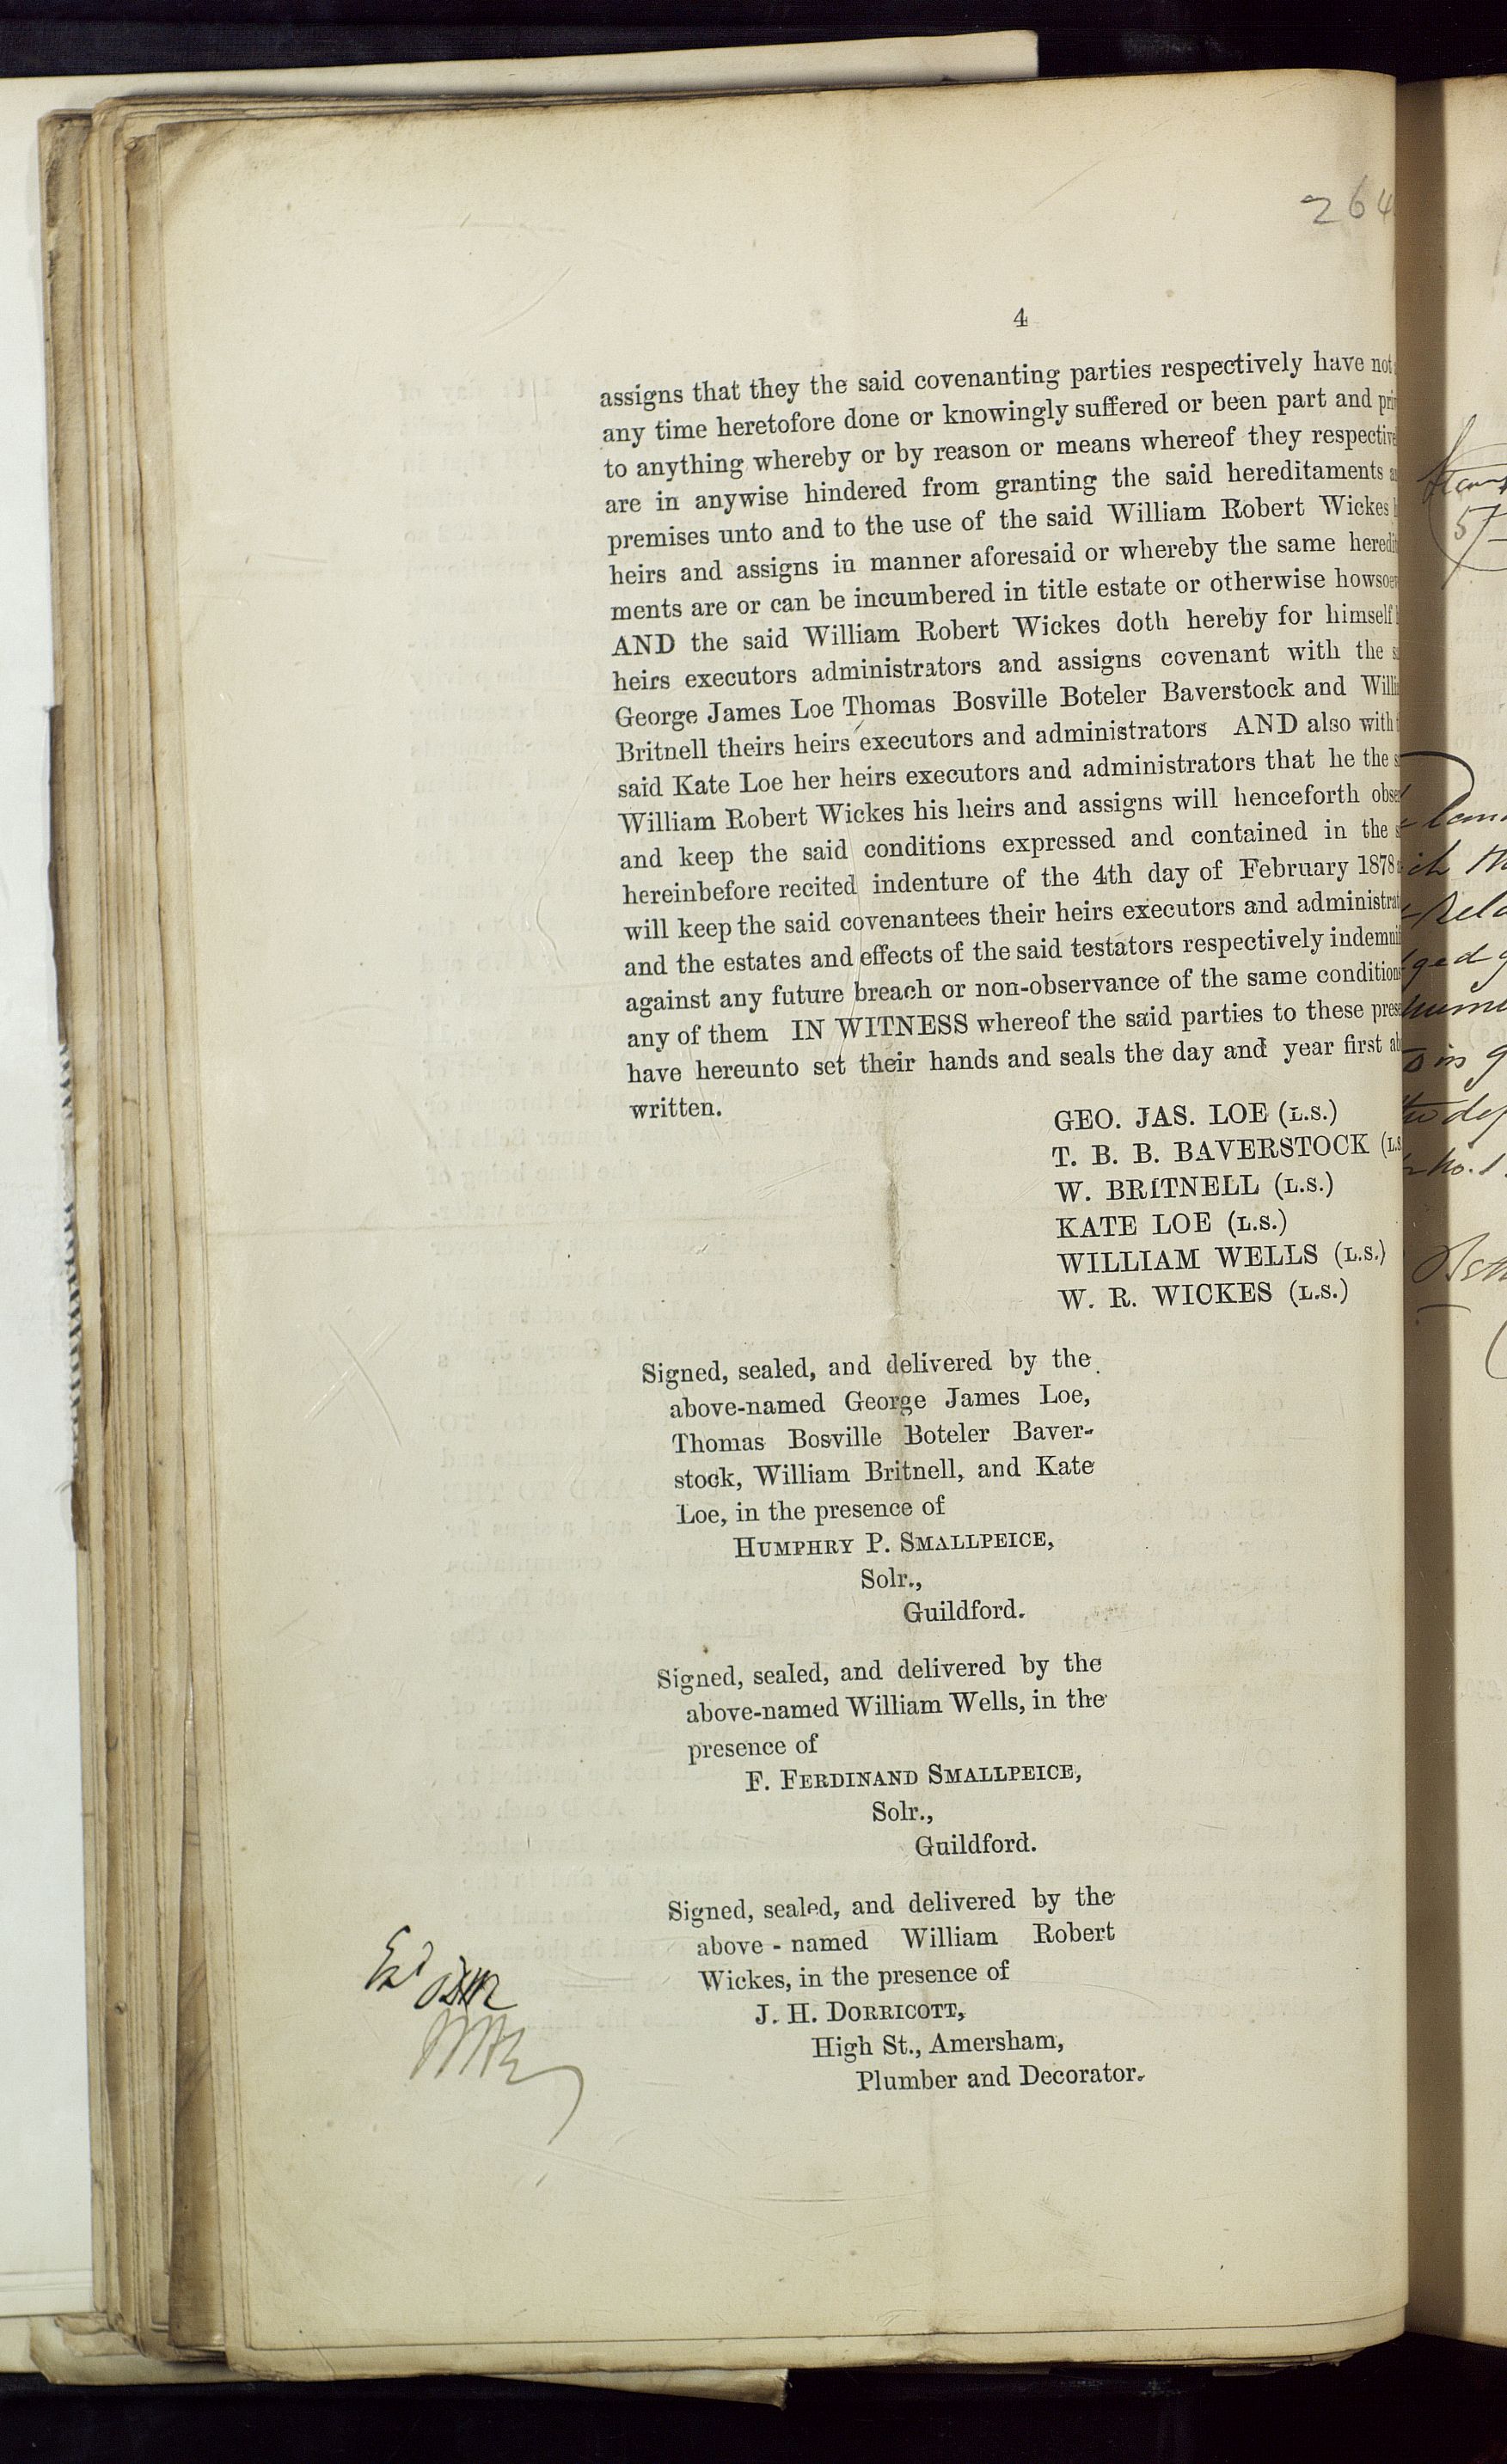 264
4
assigns that they the said covenanting parties respectively have not
any time heretofore done or knowingly suffered or been part and pri
to anything whereby or by reason or means whereof they respective
are in anywise hindered from granting the said hereditaments a
premises unto and to the use of the said William Robert Wickes h
heirs and assigns in manner aforesaid or whereby the same heredi
ments are or can be incumbered in title estate or otherwise howsoe
AND the said William Robert Wickes doth hereby for himself h
heirs executors administrators and assigns covenant with the s
George James Loe Thomas Bosville Boteler Baverstock and Willi
Britnell theirs heirs executors and administrators AND also with t
said Kate Loe her heirs executors and administrators that he the s
William Robert Wickes his heirs and assigns will henceforth obse
and keep the said conditions expressed and contained in the s
hereinbefore recited indenture of the 4th day of February 1878
will keep the said covenantees their heirs executors and administrat
and the estates and effects of the said testators respectively indemni
against any future breach or non-observance of the same condition
any of them IN WITNESS whereof the said parties to these prese
have hereunto set their hands and seals the day and year first ab
written.
GEO. JAS. LOE (L.S.)
T. B. B. BAVERSTOCK (L.S
W. BRITNELL (L.S.)
KATE LOE (L.S.)
WILLIAM WELLS (L.S.)
W. R. WICKES (L.S.)
Signed, sealed, and delivered by the
above-named George James Loe,
Thomas Bosville Boteler Baver-
stock, William Britnell, and Kate
Loe, in the presence of
HUMPHRY P. SMALLPEICE,
Solr.,
Guildford.
Signed, sealed, and delivered by the
above-named William Wells, in the
presence of
F. FERDINAND SMALLPEICE,
Solr.,
Guildford.
Signed, sealed, and delivered by the
above-named William Robert
Wickes, in the presence of
J. H. DORRICOTT,
High St., Amersham,
Plumber and Decorator.